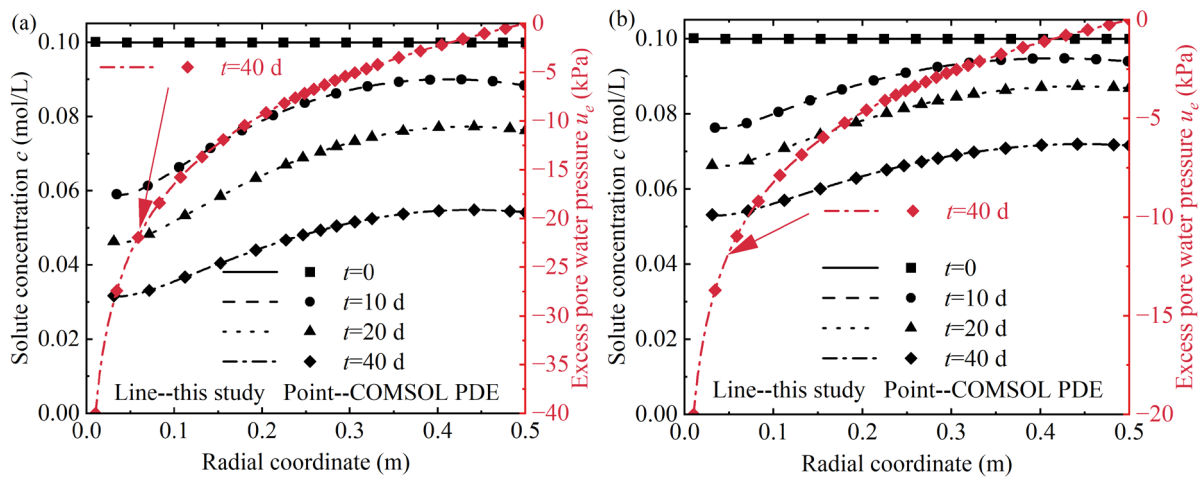 (a)
Solute concentration c (mol/L)
0.10
0.08
0.06
0.04
0.02
0.00
t=40 d
t=0
t=10 d
t=20 d
t=40 d
Line--this study Point--COMSOL PDE
0.0 0.1 0.2 0.3 0.4 0.5
Radial coordinate (m)
0
−5
−10
−15
−20
−25
−30
−35
−40
Excess pore water pressure ue (kPa)
(b)
Solute concentration c (mol/L)
0.10
0.08
0.06
0.04
0.02
0.00
t=40 d
t=0
t=10 d
t=20 d
t=40 d
Line--this study Point--COMSOL PDE
0.0 0.1 0.2 0.3 0.4 0.5
Radial coordinate (m)
0
−5
−10
−15
−20
Excess pore water pressure ue (kPa)